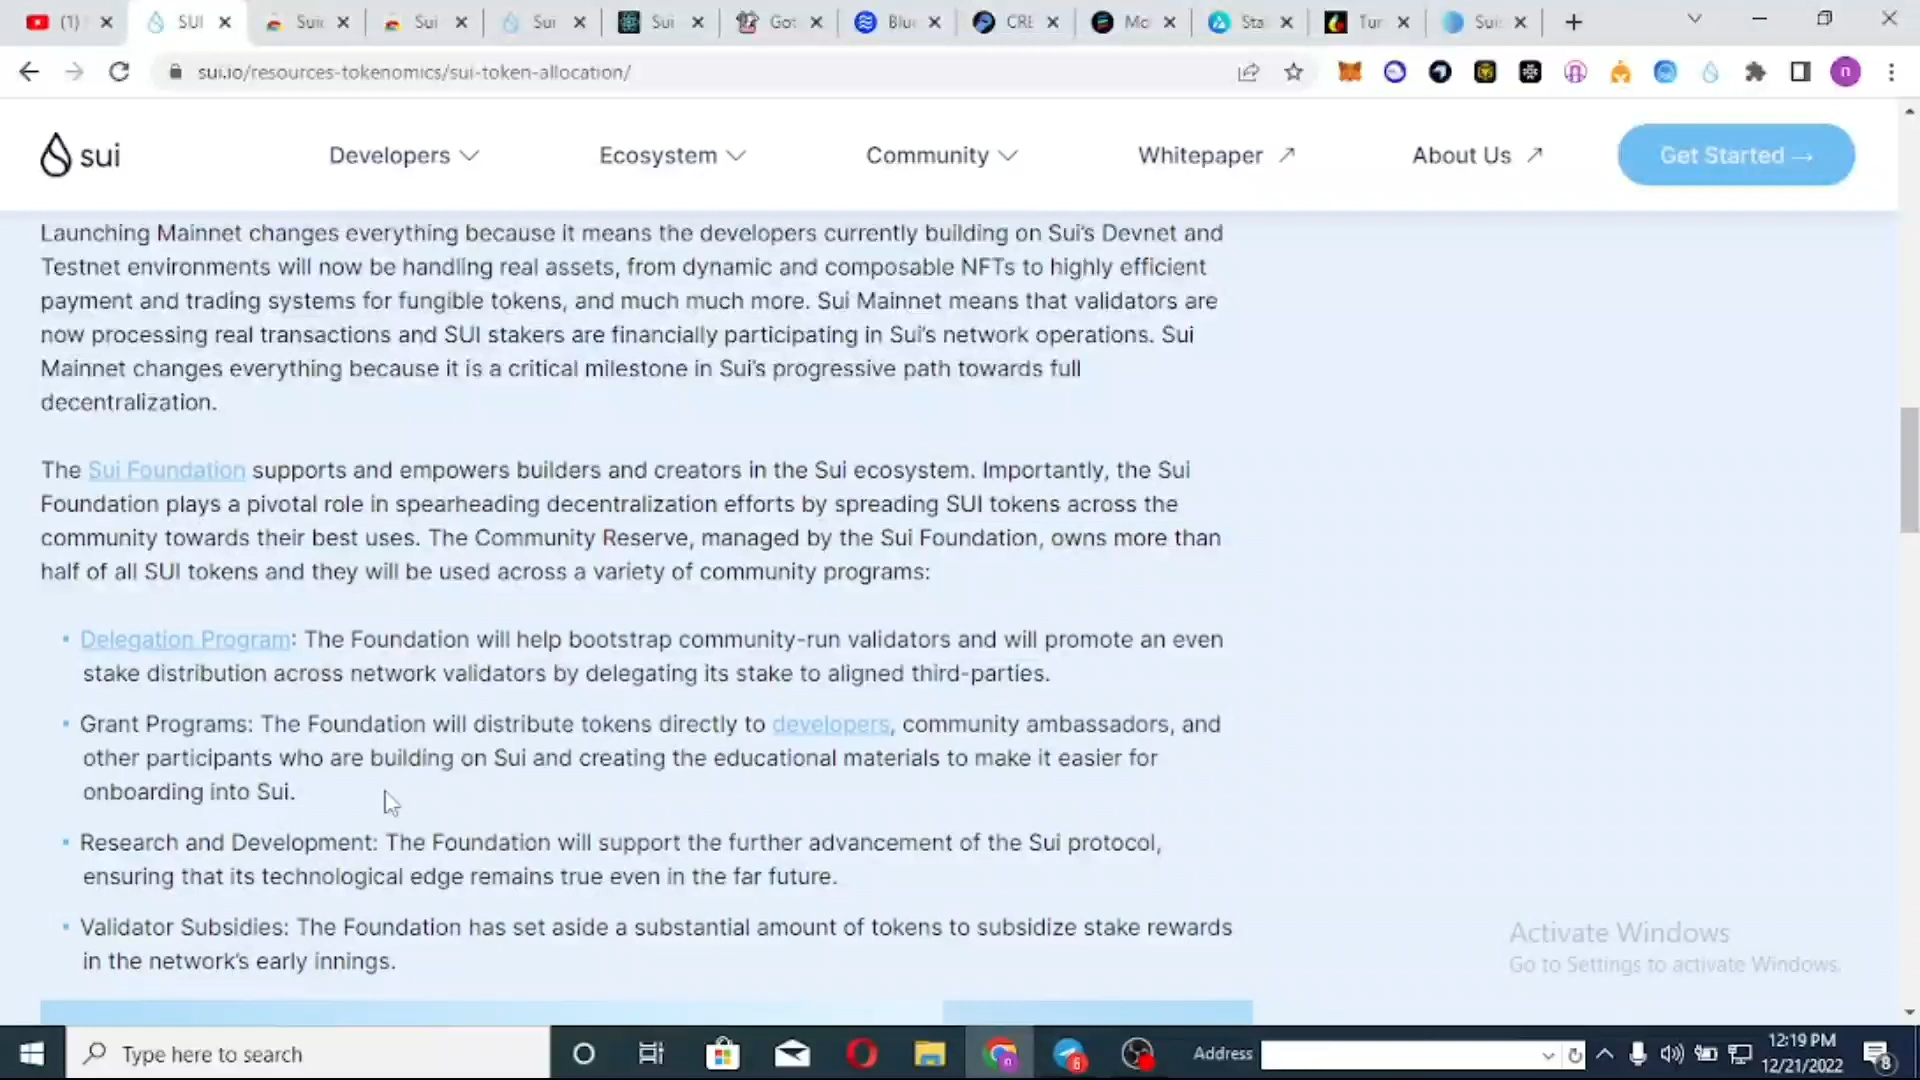 (1) SUI Suie Sui Sui Sui Got Blu CRE Mo Sta Tur Sui
sui.io/resources-tokenomics/sui-token-allocation/
n
sui Developers Ecosystem Community Whitepaper ↗ About Us ↗ Get Started →
Launching Mainnet changes everything because it means the developers currently building on Sui's Devnet and
Testnet environments will now be handling real assets, from dynamic and composable NFTs to highly efficient
payment and trading systems for fungible tokens, and much much more. Sui Mainnet means that validators are
now processing real transactions and SUI stakers are financially participating in Sui's network operations. Sui
Mainnet changes everything because it is a critical milestone in Sui's progressive path towards full
decentralization.
The Sui Foundation supports and empowers builders and creators in the Sui ecosystem. Importantly, the Sui
Foundation plays a pivotal role in spearheading decentralization efforts by spreading SUI tokens across the
community towards their best uses. The Community Reserve, managed by the Sui Foundation, owns more than
half of all SUI tokens and they will be used across a variety of community programs:
• Delegation Program: The Foundation will help bootstrap community-run validators and will promote an even
stake distribution across network validators by delegating its stake to aligned third-parties.
• Grant Programs: The Foundation will distribute tokens directly to developers, community ambassadors, and
other participants who are building on Sui and creating the educational materials to make it easier for
onboarding into Sui.
• Research and Development: The Foundation will support the further advancement of the Sui protocol,
ensuring that its technological edge remains true even in the far future.
• Validator Subsidies: The Foundation has set aside a substantial amount of tokens to subsidize stake rewards
in the network's early innings.
Activate Windows
Go to Settings to activate Windows.
Type here to search
Address
12:19 PM
12/21/2022
8